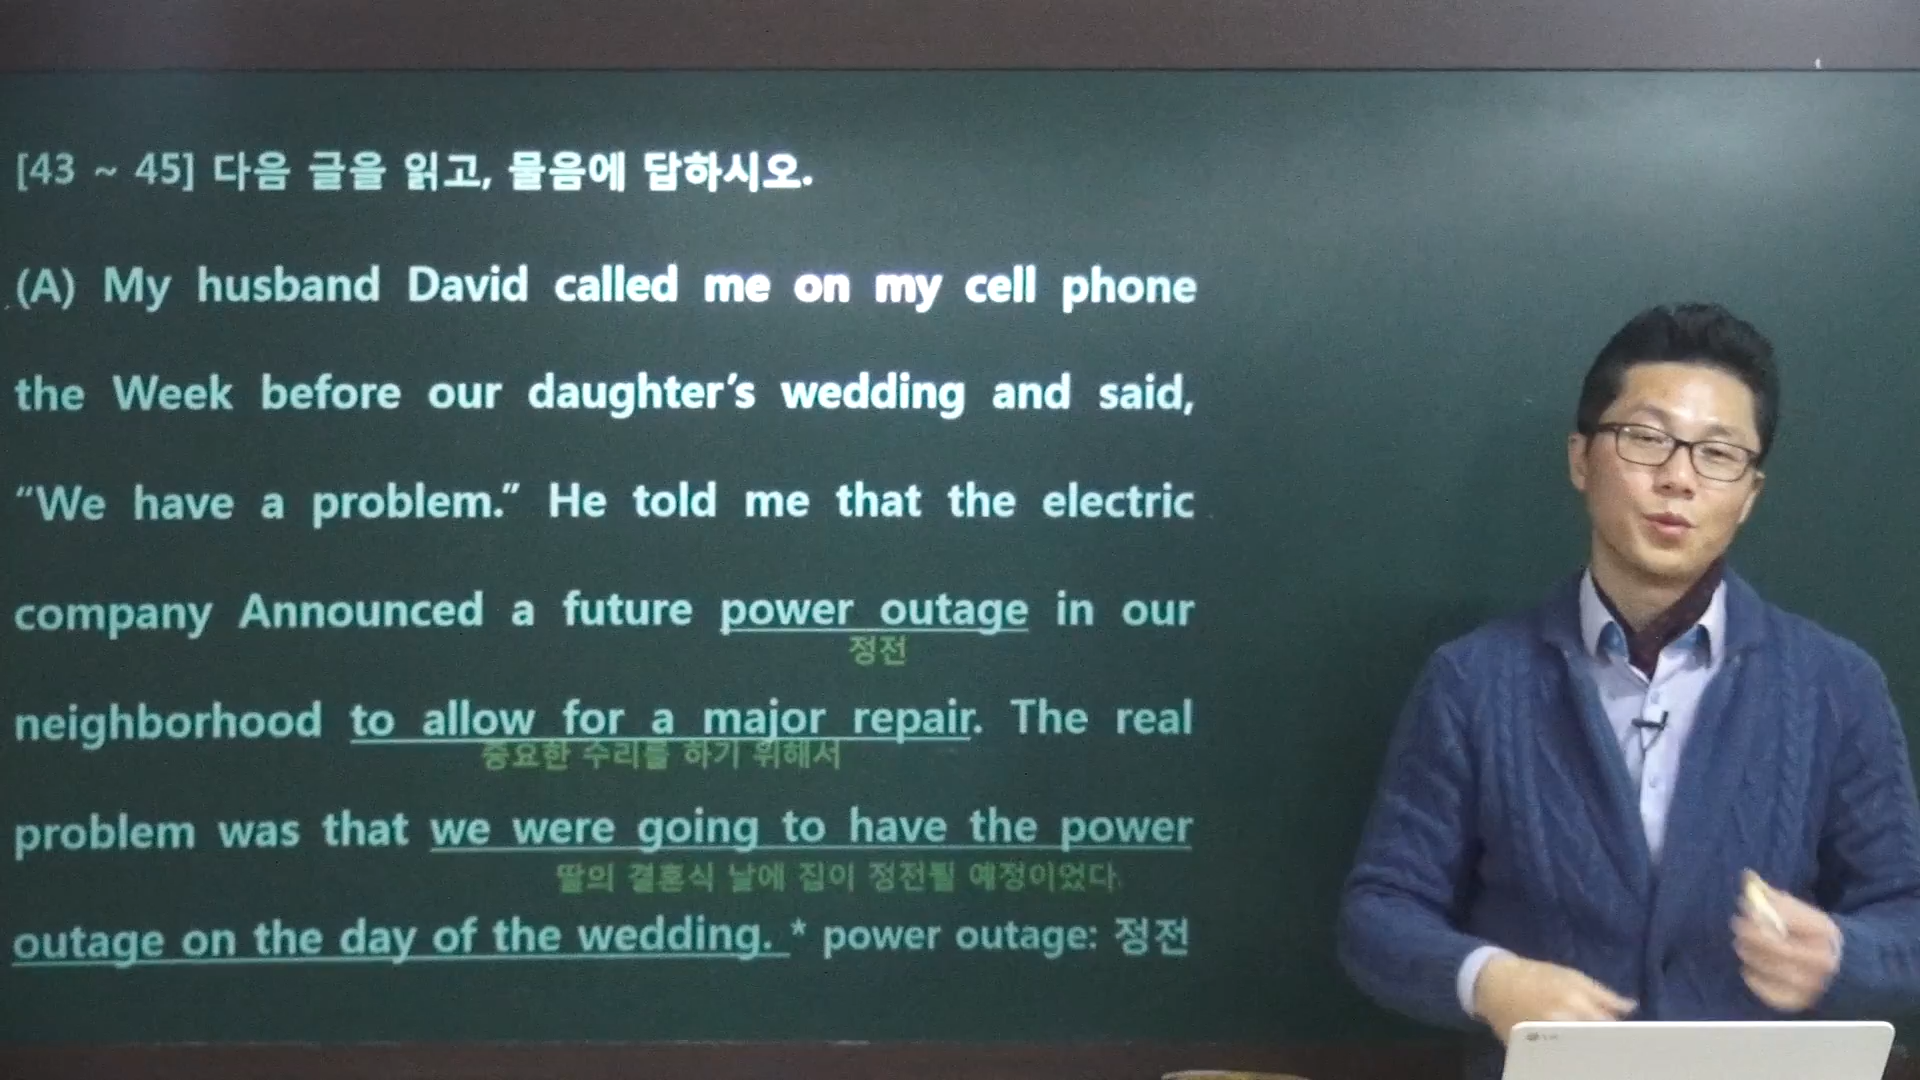 [43 ~ 45] 다음 글을 읽고, 물음에 답하시오.
(A) My husband David called me on my cell phone
the Week before our daughter’s wedding and said,
“We have a problem.” He told me that the electric
company Announced a future power outage in our
정전
neighborhood to allow for a major repair. The real
중요한 수리를 하기 위해서
problem was that we were going to have the power
딸의 결혼식 날에 집이 정전될 예정이었다.
outage on the day of the wedding. * power outage: 정전